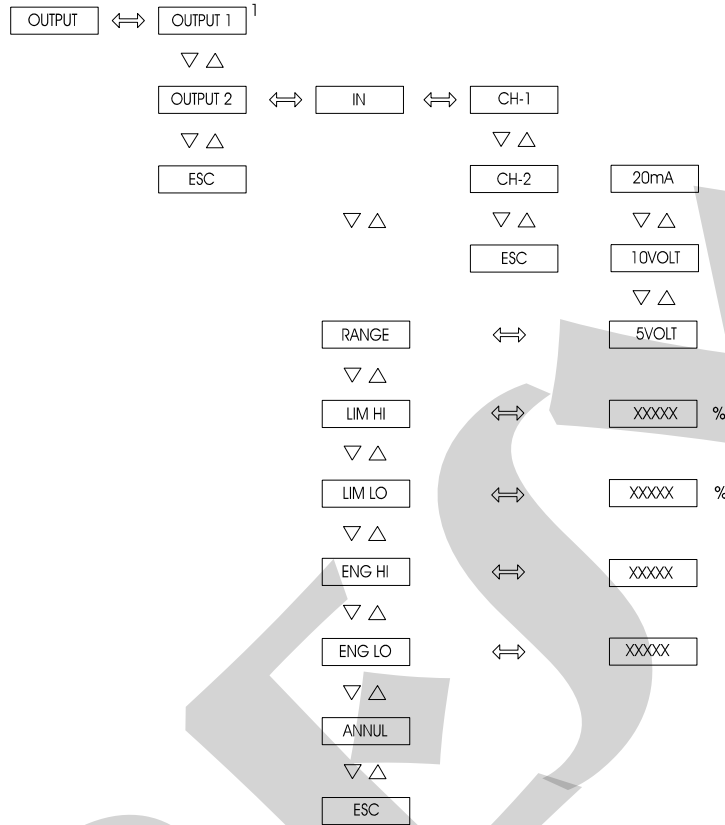 OUTPUT OUTPUT 1 1
OUTPUT 2 IN CH-1
ESC CH-2 20mA
ESC 10VOLT
RANGE 5VOLT
LIM HI XXXXX %
LIM LO XXXXX %
ENG HI XXXXX
ENG LO XXXXX
ANNUL
ESC